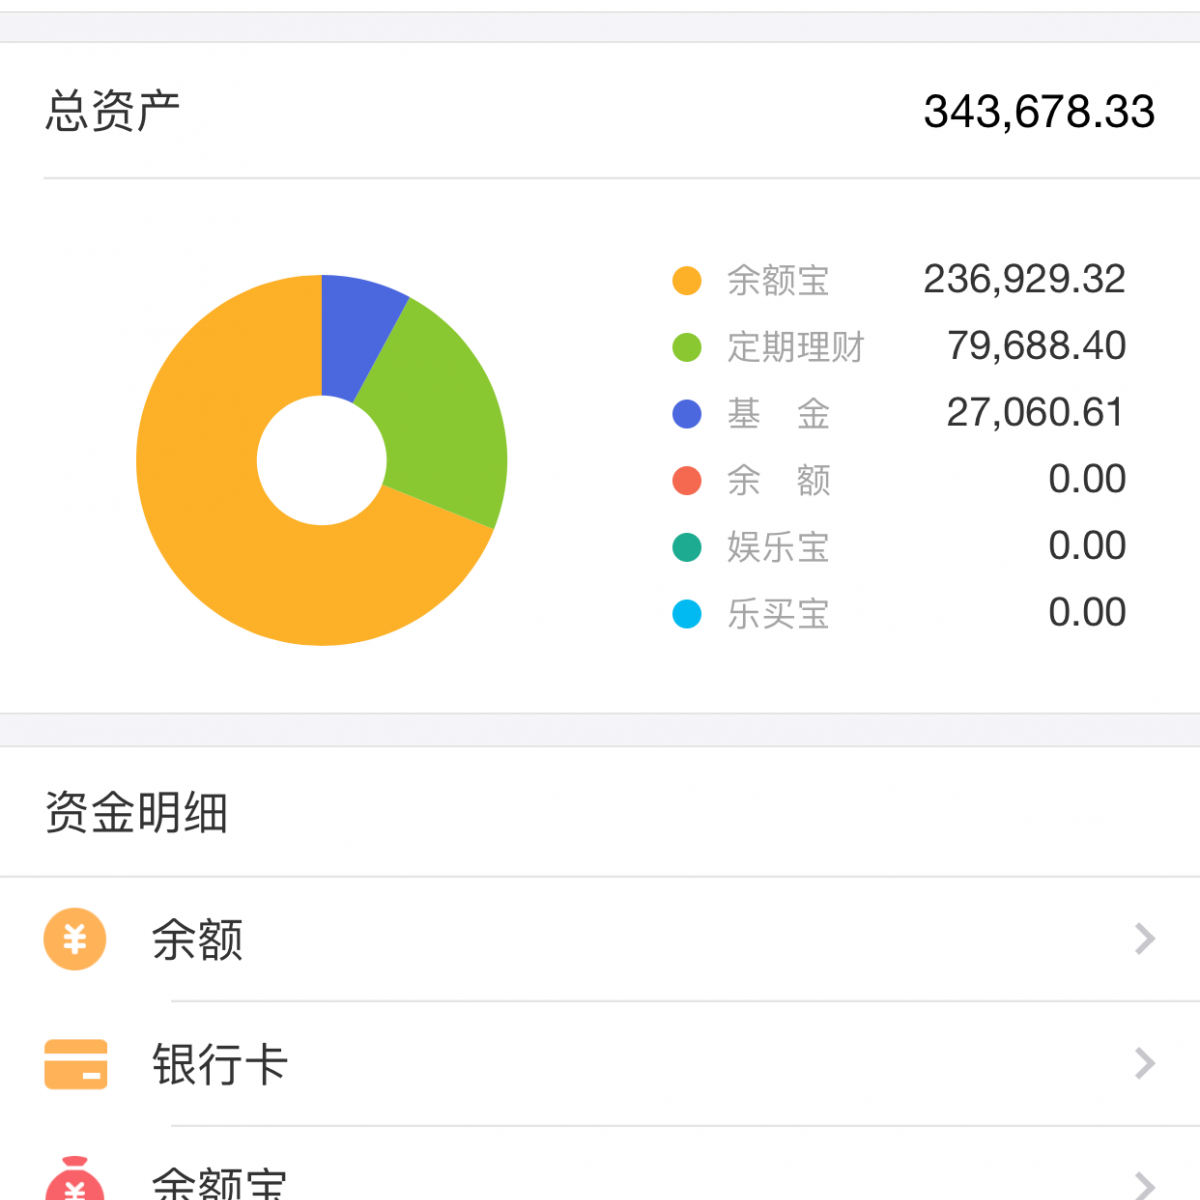 总资产 343,678.33
余额宝 236,929.32
定期理财 79,688.40
基 金 27,060.61
余 额 0.00
娱乐宝 0.00
乐买宝 0.00
资金明细
¥ 余额
银行卡
¥ 余额宝